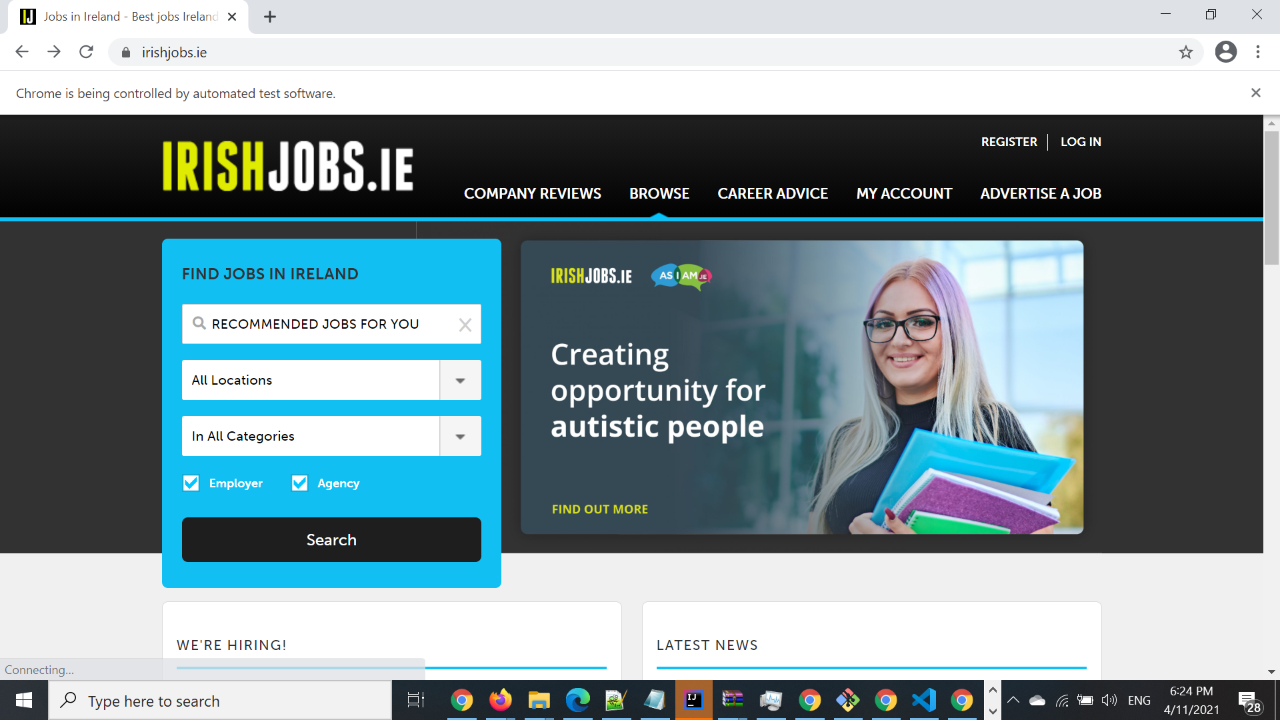 Jobs in Ireland - Best jobs Ireland
irishjobs.ie
Chrome is being controlled by automated test software.
IRISHJOBS.IE
REGISTER
LOG IN
COMPANY REVIEWS
BROWSE
CAREER ADVICE
MY ACCOUNT
ADVERTISE A JOB
FIND JOBS IN IRELAND
RECOMMENDED JOBS FOR YOU
All Locations
In All Categories
Employer
Agency
Search
IRISHJOBS.IE
AS I AM.IE
Creating
opportunity for
autistic people
FIND OUT MORE
WE'RE HIRING!
LATEST NEWS
Connecting...
Type here to search
ENG
6:24 PM
4/11/2021
28